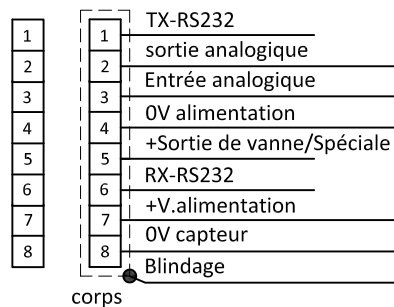 TX-RS232
1 1
sortie analogique
2 2
Entrée analogique
3 3
0V alimentation
4 4
+Sortie de vanne/Spéciale
5 5
RX-RS232
6 6
+V.alimentation
7 7
0V capteur
8 8
Blindage
corps